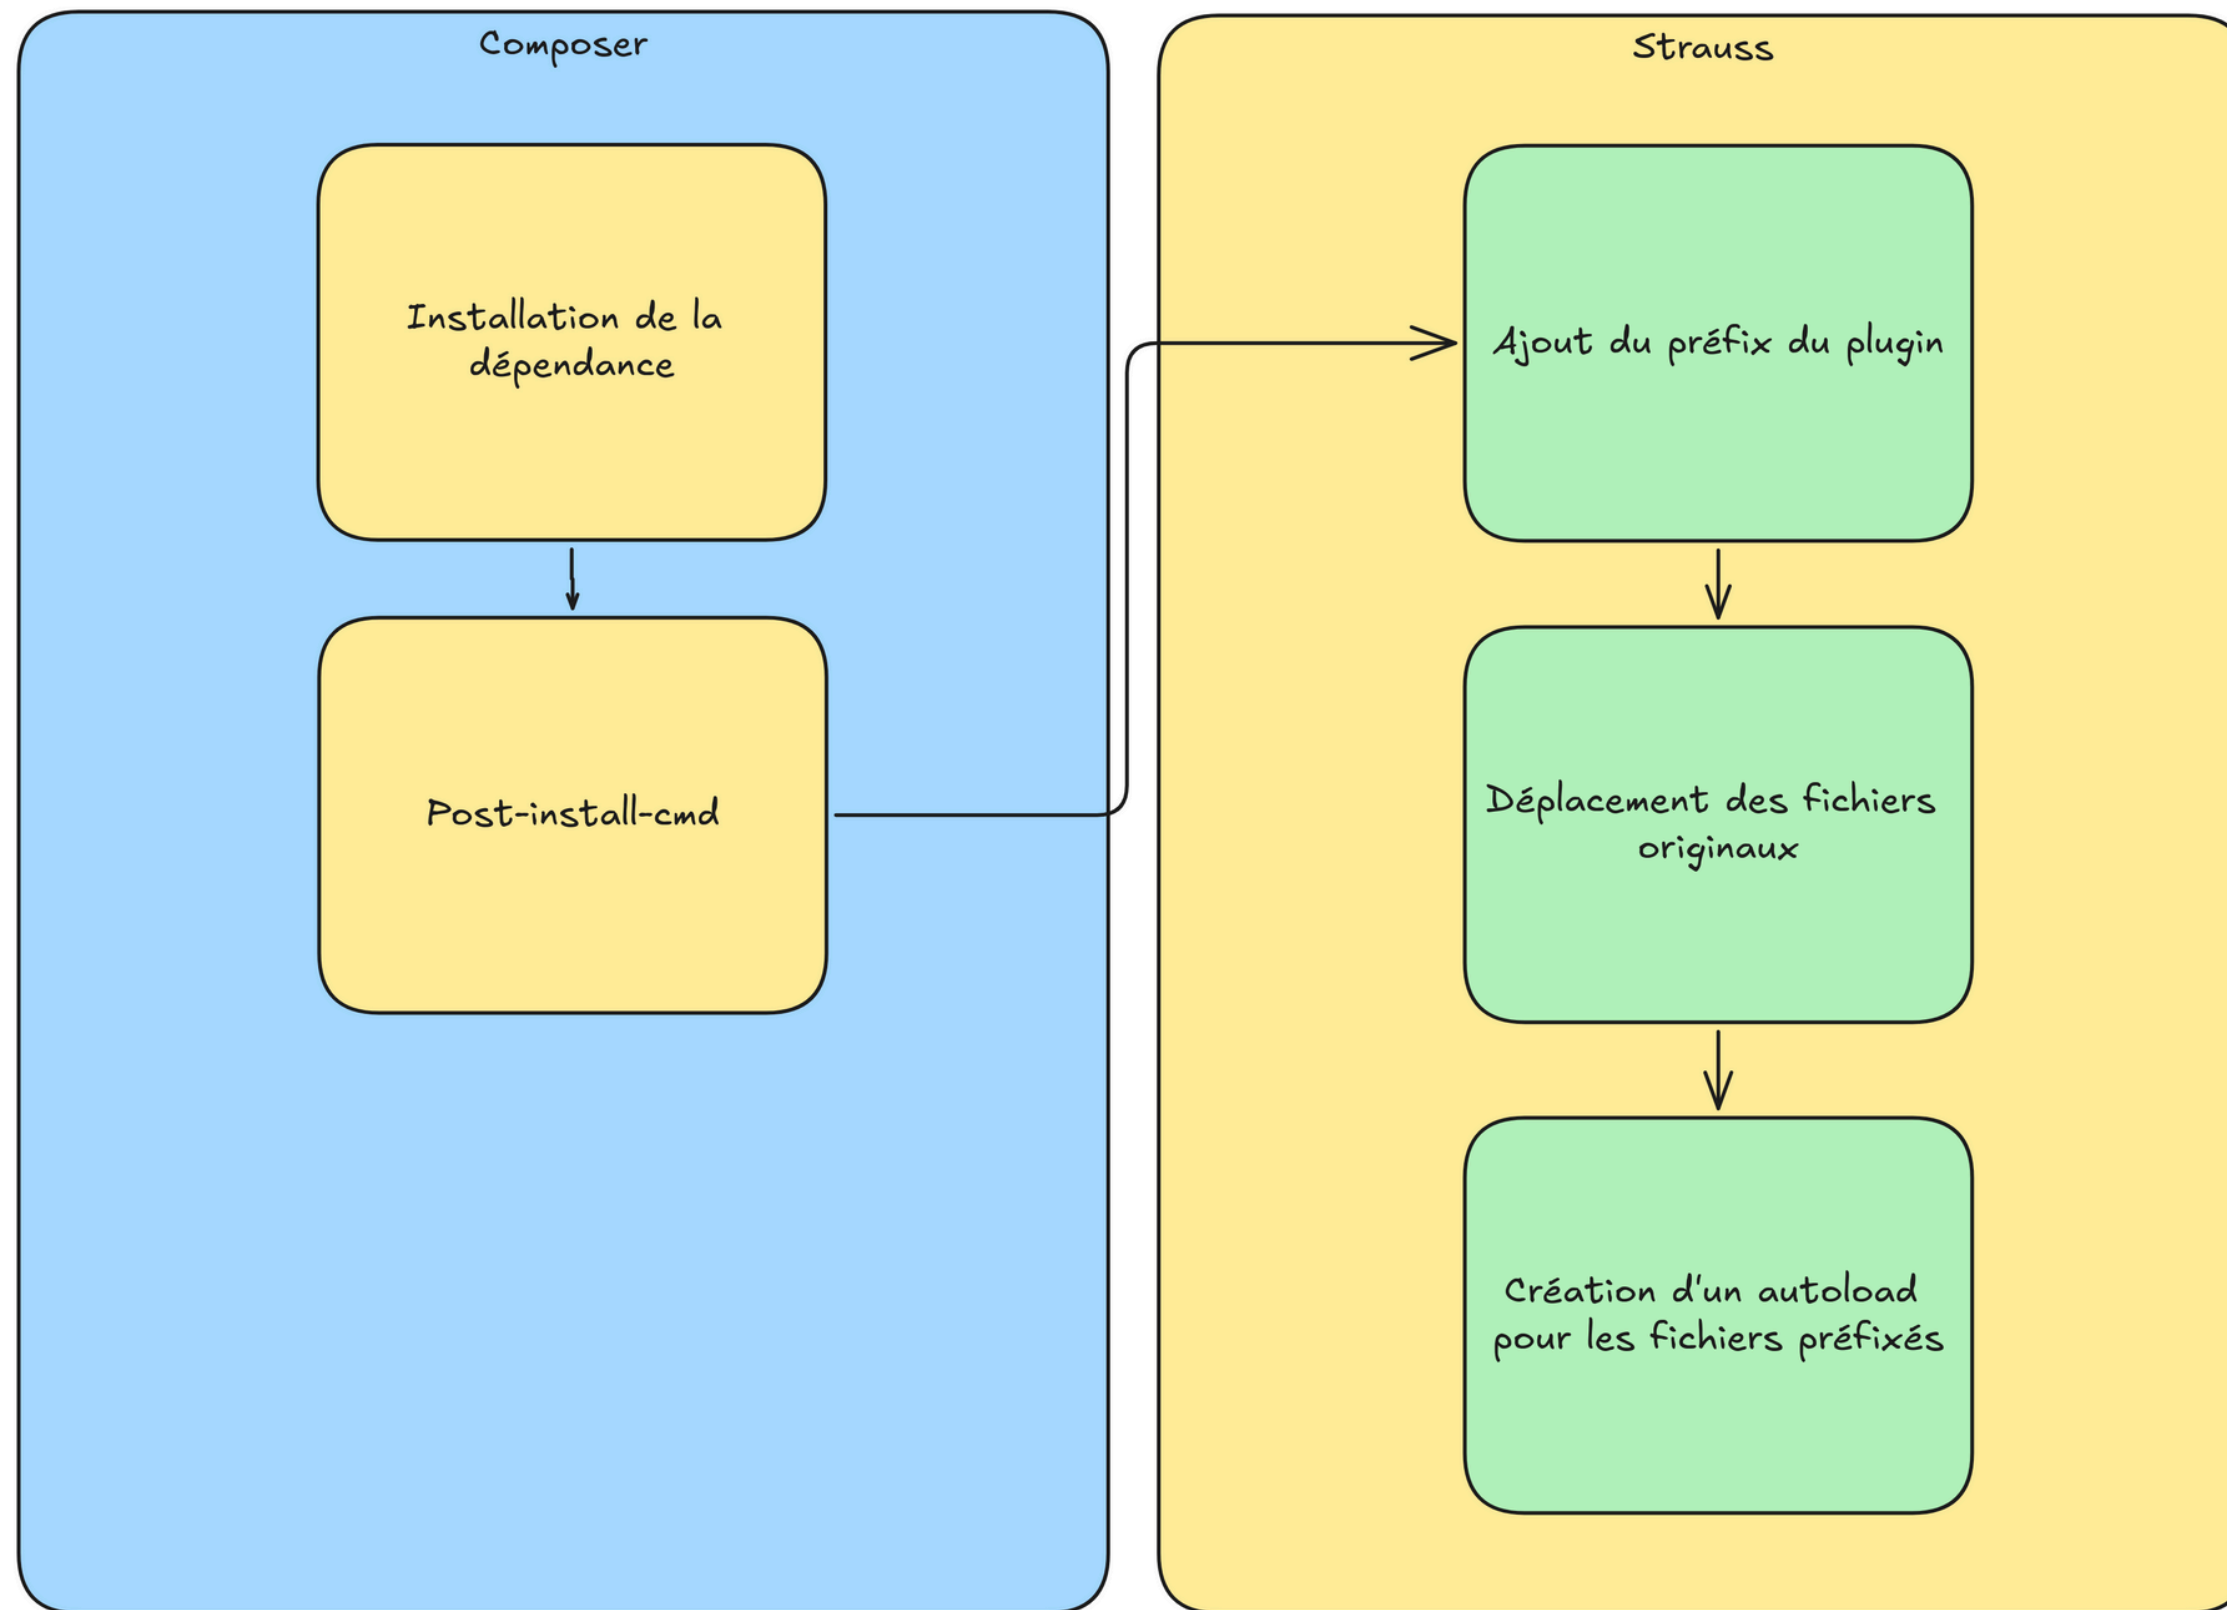 Composer
Installation de la
dépendance
Post-install-cmd
Strauss
Ajout du préfix du plugin
Déplacement des fichiers
originaux
Création d'un autoload
pour les fichiers préfixés